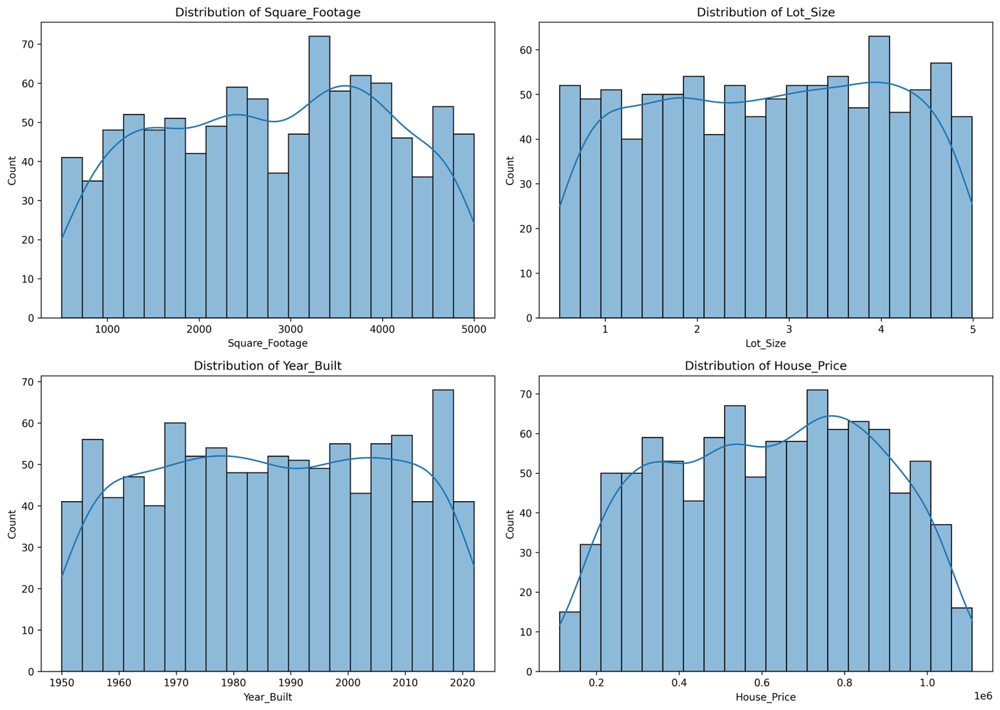 Distribution of Square_Footage
70
60
50
40
30
20
10
0
Count
1000 2000 3000 4000 5000
Square_Footage
Distribution of Lot_Size
60
50
40
30
20
10
0
Count
1 2 3 4 5
Lot_Size
Distribution of Year_Built
70
60
50
40
30
20
10
0
Count
1950 1960 1970 1980 1990 2000 2010 2020
Year_Built
Distribution of House_Price
70
60
50
40
30
20
10
0
Count
0.2 0.4 0.6 0.8 1.0
1e6
House_Price